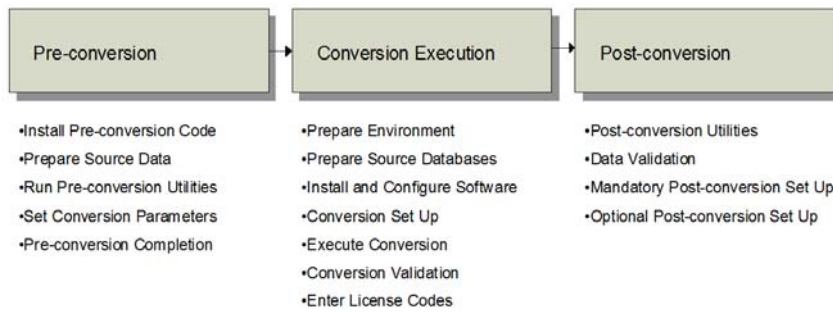 Pre-conversion
•Install Pre-conversion Code
•Prepare Source Data
•Run Pre-conversion Utilities
•Set Conversion Parameters
•Pre-conversion Completion
Conversion Execution
•Prepare Environment
•Prepare Source Databases
•Install and Configure Software
•Conversion Set Up
•Execute Conversion
•Conversion Validation
•Enter License Codes
Post-conversion
•Post-conversion Utilities
•Data Validation
•Mandatory Post-conversion Set Up
•Optional Post-conversion Set Up